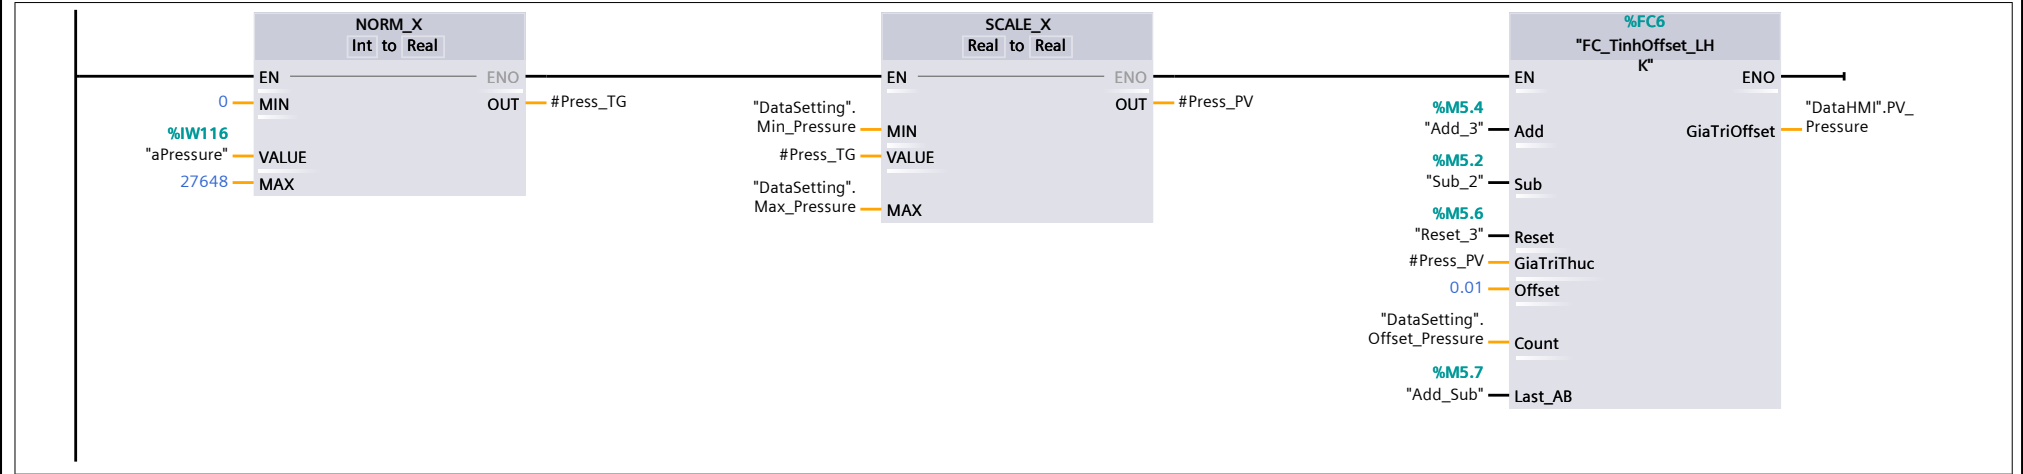 NORM_X
Int to Real
EN
ENO
0
MIN
OUT
#Press_TG
%IW116
"aPressure"
VALUE
27648
MAX
SCALE_X
Real to Real
EN
ENO
OUT
#Press_PV
"DataSetting".
Min_Pressure
MIN
#Press_TG
VALUE
"DataSetting".
Max_Pressure
MAX
%FC6
"FC_TinhOffset_LH
K"
EN
ENO
%M5.4
"Add_3"
Add
GiaTriOffset
"DataHMI".PV_
Pressure
%M5.2
"Sub_2"
Sub
%M5.6
"Reset_3"
Reset
#Press_PV
GiaTriThuc
0.01
Offset
"DataSetting".
Offset_Pressure
Count
%M5.7
"Add_Sub"
Last_AB